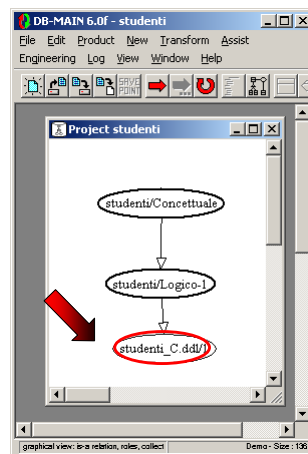 DB-MAIN 6.0f - studenti
File Edit Product New Transform Assist
Engineering Log View Window Help
SAVE
POINT
Project studenti
studenti/Concettuale
studenti/Logico-1
studenti_C.ddl/1
graphical view: is-a relation, roles, collect Demo - Size : 136